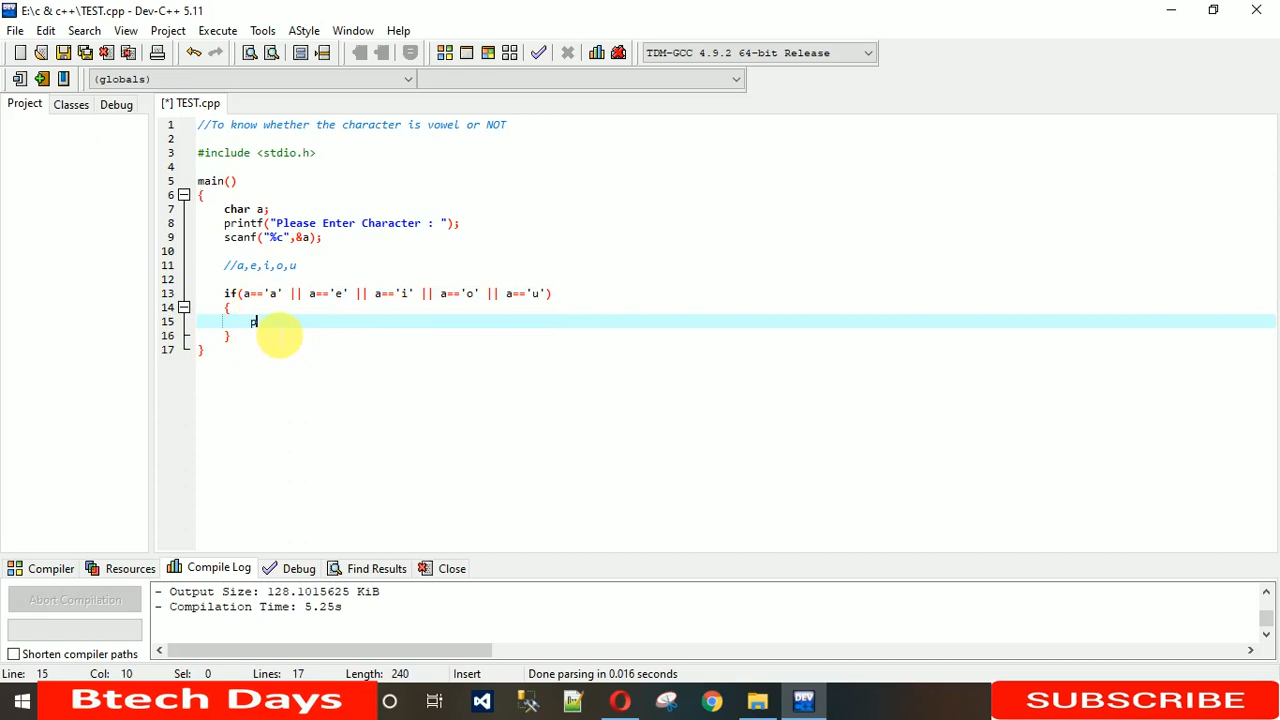 E:\c & c++\TEST.cpp - Dev-C++ 5.11
File Edit Search View Project Execute Tools AStyle Window Help
TDM-GCC 4.9.2 64-bit Release
(globals)
Project Classes Debug [*] TEST.cpp
1 //To know whether the character is vowel or NOT
2
3 #include <stdio.h>
4
5 main()
6 {
7 char a;
8 printf("Please Enter Character : ");
9 scanf("%c",&a);
10
11 //a,e,i,o,u
12
13 if(a=='a' || a=='e' || a=='i' || a=='o' || a=='u')
14 {
15 p
16 }
17 }
Compiler Resources Compile Log Debug Find Results Close
Abort Compilation
- Output Size: 128.1015625 KiB
- Compilation Time: 5.25s
Shorten compiler paths
Line: 15 Col: 10 Sel: 0 Lines: 17 Length: 240 Insert Done parsing in 0.016 seconds
Btech Days
SUBSCRIBE